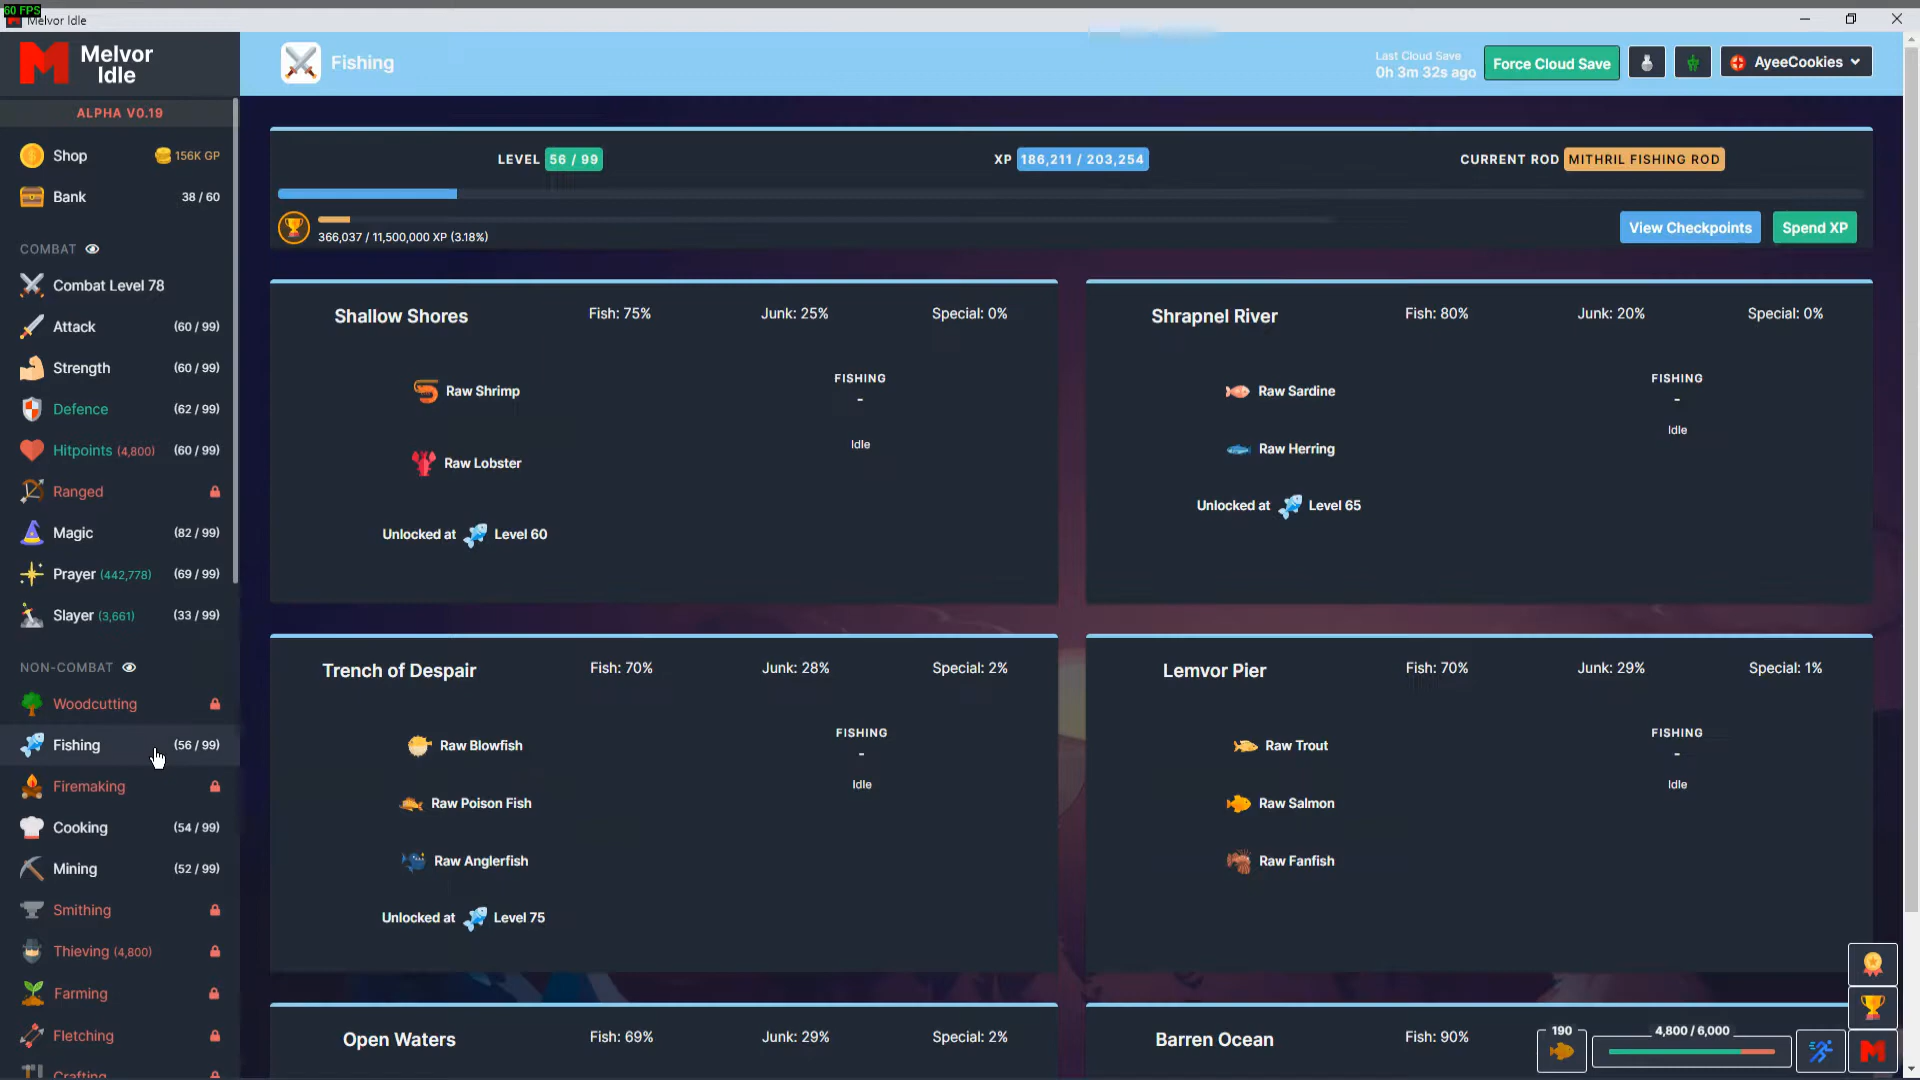 60 FPS
Melvor Idle
Melvor
Idle
ALPHA V0.19
Shop 156K GP
Bank 38 / 60
COMBAT
Combat Level 78
Attack (60 / 99)
Strength (60 / 99)
Defence (62 / 99)
Hitpoints (4,800) (60 / 99)
Ranged
Magic (82 / 99)
Prayer (442,778) (69 / 99)
Slayer (3,661) (33 / 99)
NON-COMBAT
Woodcutting
Fishing (56 / 99)
Firemaking
Cooking (54 / 99)
Mining (52 / 99)
Smithing
Thieving (4,800)
Farming
Fletching
Crafting
Fishing
Last Cloud Save
0h 3m 32s ago
Force Cloud Save
AyeeCookies
LEVEL 56 / 99
XP 186,211 / 203,254
CURRENT ROD MITHRIL FISHING ROD
366,037 / 11,500,000 XP (3.18%)
View Checkpoints
Spend XP
Shallow Shores Fish: 75% Junk: 25% Special: 0%
Raw Shrimp
Raw Lobster
Unlocked at Level 60
FISHING
-
Idle
Shrapnel River Fish: 80% Junk: 20% Special: 0%
Raw Sardine
Raw Herring
Unlocked at Level 65
FISHING
-
Idle
Trench of Despair Fish: 70% Junk: 28% Special: 2%
Raw Blowfish
Raw Poison Fish
Raw Anglerfish
Unlocked at Level 75
FISHING
-
Idle
Lemvor Pier Fish: 70% Junk: 29% Special: 1%
Raw Trout
Raw Salmon
Raw Fanfish
FISHING
-
Idle
Open Waters Fish: 69% Junk: 29% Special: 2%
Barren Ocean Fish: 90%
190
4,800 / 6,000